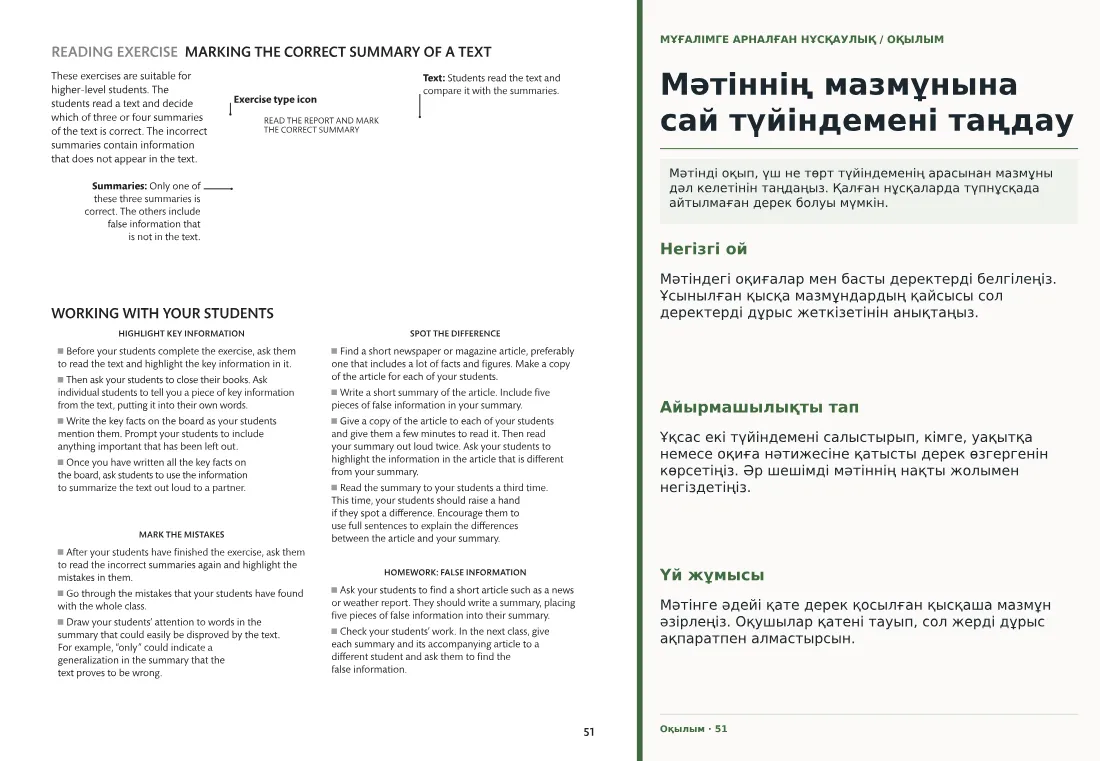 READING EXERCISE MARKING THE CORRECT SUMMARY OF A TEXT
These exercises are suitable for
higher-level students. The
students read a text and decide
which of three or four summaries
of the text is correct. The incorrect
summaries contain information
that does not appear in the text.
Exercise type icon
READ THE REPORT AND MARK
THE CORRECT SUMMARY
Text: Students read the text and
compare it with the summaries.
Summaries: Only one of
these three summaries is
correct. The others include
false information that
is not in the text.
WORKING WITH YOUR STUDENTS
HIGHLIGHT KEY INFORMATION
■ Before your students complete the exercise, ask them
to read the text and highlight the key information in it.
■ Then ask your students to close their books. Ask
individual students to tell you a piece of key information
from the text, putting it into their own words.
■ Write the key facts on the board as your students
mention them. Prompt your students to include
anything important that has been left out.
■ Once you have written all the key facts on
the board, ask students to use the information
to summarize the text out loud to a partner.
MARK THE MISTAKES
■ After your students have finished the exercise, ask them
to read the incorrect summaries again and highlight the
mistakes in them.
■ Go through the mistakes that your students have found
with the whole class.
■ Draw your students' attention to words in the
summary that could easily be disproved by the text.
For example, "only" could indicate a
generalization in the summary that the
text proves to be wrong.
SPOT THE DIFFERENCE
■ Find a short newspaper or magazine article, preferably
one that includes a lot of facts and figures. Make a copy
of the article for each of your students.
■ Write a short summary of the article. Include five
pieces of false information in your summary.
■ Give a copy of the article to each of your students
and give them a few minutes to read it. Then read
your summary out loud twice. Ask your students to
highlight the information in the article that is different
from your summary.
■ Read the summary to your students a third time.
This time, your students should raise a hand
if they spot a difference. Encourage them to
use full sentences to explain the differences
between the article and your summary.
HOMEWORK: FALSE INFORMATION
■ Ask your students to find a short article such as a news
or weather report. They should write a summary, placing
five pieces of false information into their summary.
■ Check your students' work. In the next class, give
each summary and its accompanying article to a
different student and ask them to find the
false information.
51
МҰҒАЛІМГЕ АРНАЛҒАН НҰСҚАУЛЫҚ / ОҚЫЛЫМ
Мәтіннің мазмұнына
сай түйіндемені таңдау
Мәтінді оқып, үш не төрт түйіндеменің арасынан мазмұны
дәл келетінін таңдаңыз. Қалған нұсқаларда түпнұсқада
айтылмаған дерек болуы мүмкін.
Негізгі ой
Мәтіндегі оқиғалар мен басты деректерді белгілеңіз.
Ұсынылған қысқа мазмұндардың қайсысы сол
деректерді дұрыс жеткізетінін анықтаңыз.
Айырмашылықты тап
Ұқсас екі түйіндемені салыстырып, кімге, уақытқа
немесе оқиға нәтижесіне қатысты дерек өзгергенін
көрсетіңіз. Әр шешімді мәтіннің нақты жолымен
негіздетіңіз.
Үй жұмысы
Мәтінге әдейі қате дерек қосылған қысқаша мазмұн
әзірлеңіз. Оқушылар қатені тауып, сол жерді дұрыс
ақпаратпен алмастырсын.
Оқылым · 51